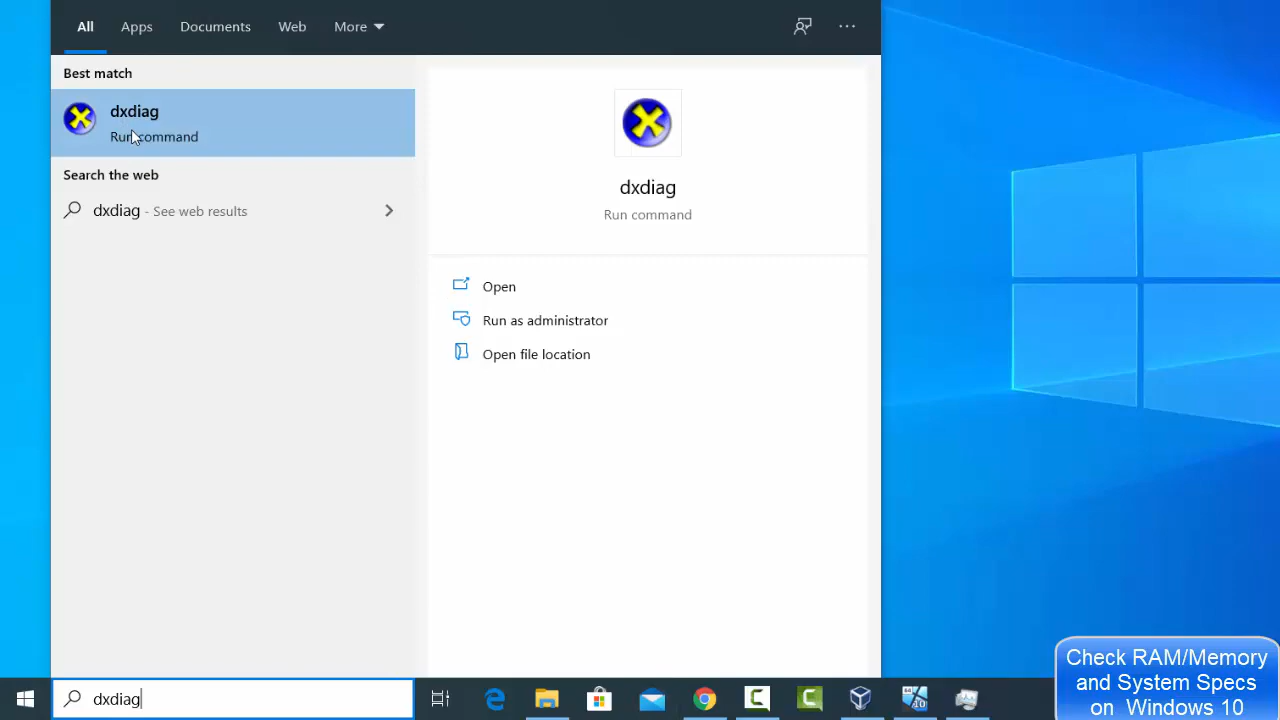 All Apps Documents Web More
Best match
dxdiag
Run command
Search the web
dxdiag - See web results
dxdiag
Run command
Open
Run as administrator
Open file location
dxdiag
Check RAM/Memory
and System Specs
on Windows 10